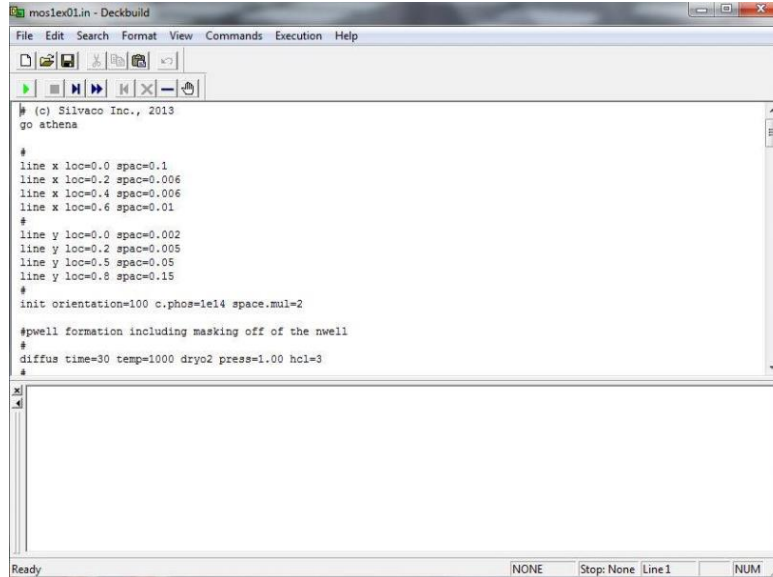 mos1ex01.in - Deckbuild
File Edit Search Format View Commands Execution Help
# (c) Silvaco Inc., 2013
go athena
#
line x loc=0.0 spac=0.1
line x loc=0.2 spac=0.006
line x loc=0.4 spac=0.006
line x loc=0.6 spac=0.01
#
line y loc=0.0 spac=0.002
line y loc=0.2 spac=0.005
line y loc=0.5 spac=0.05
line y loc=0.8 spac=0.15
#
init orientation=100 c.phos=1e14 space.mul=2
#pwell formation including masking off of the nwell
#
diffus time=30 temp=1000 dryo2 press=1.00 hcl=3
#
Ready NONE Stop: None Line 1 NUM